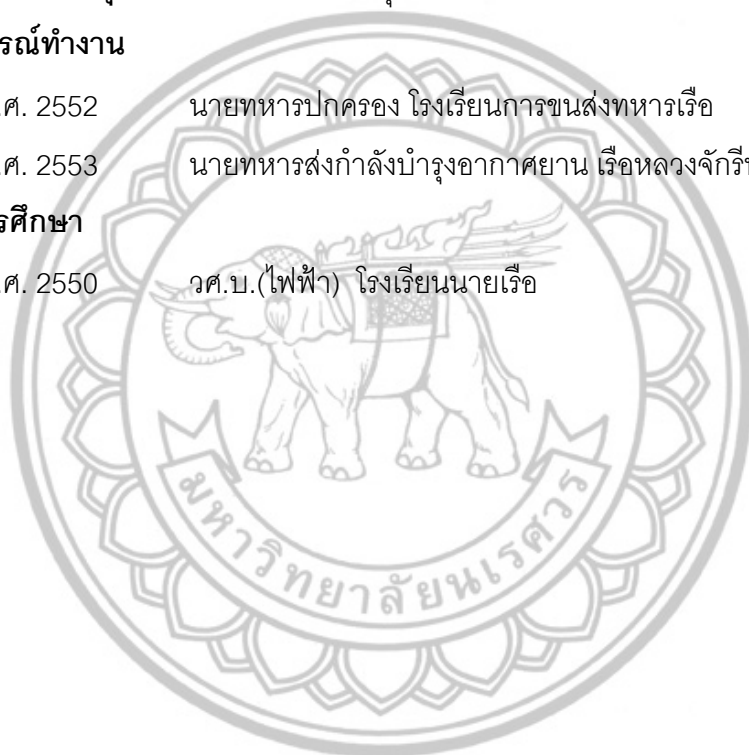 รณ์ทำงาน
.ศ. 2552 นายทหารปกครอง โรงเรียนการขนส่งทหารเรือ
.ศ. 2553 นายทหารส่งกำลังบำรุงอากาศยาน เรือหลวงจักรี
รศึกษา
.ศ. 2550 วศ.บ.(ไฟฟ้า) โรงเรียนนายเรือ
มหาวิทยาลัยนเรศวร